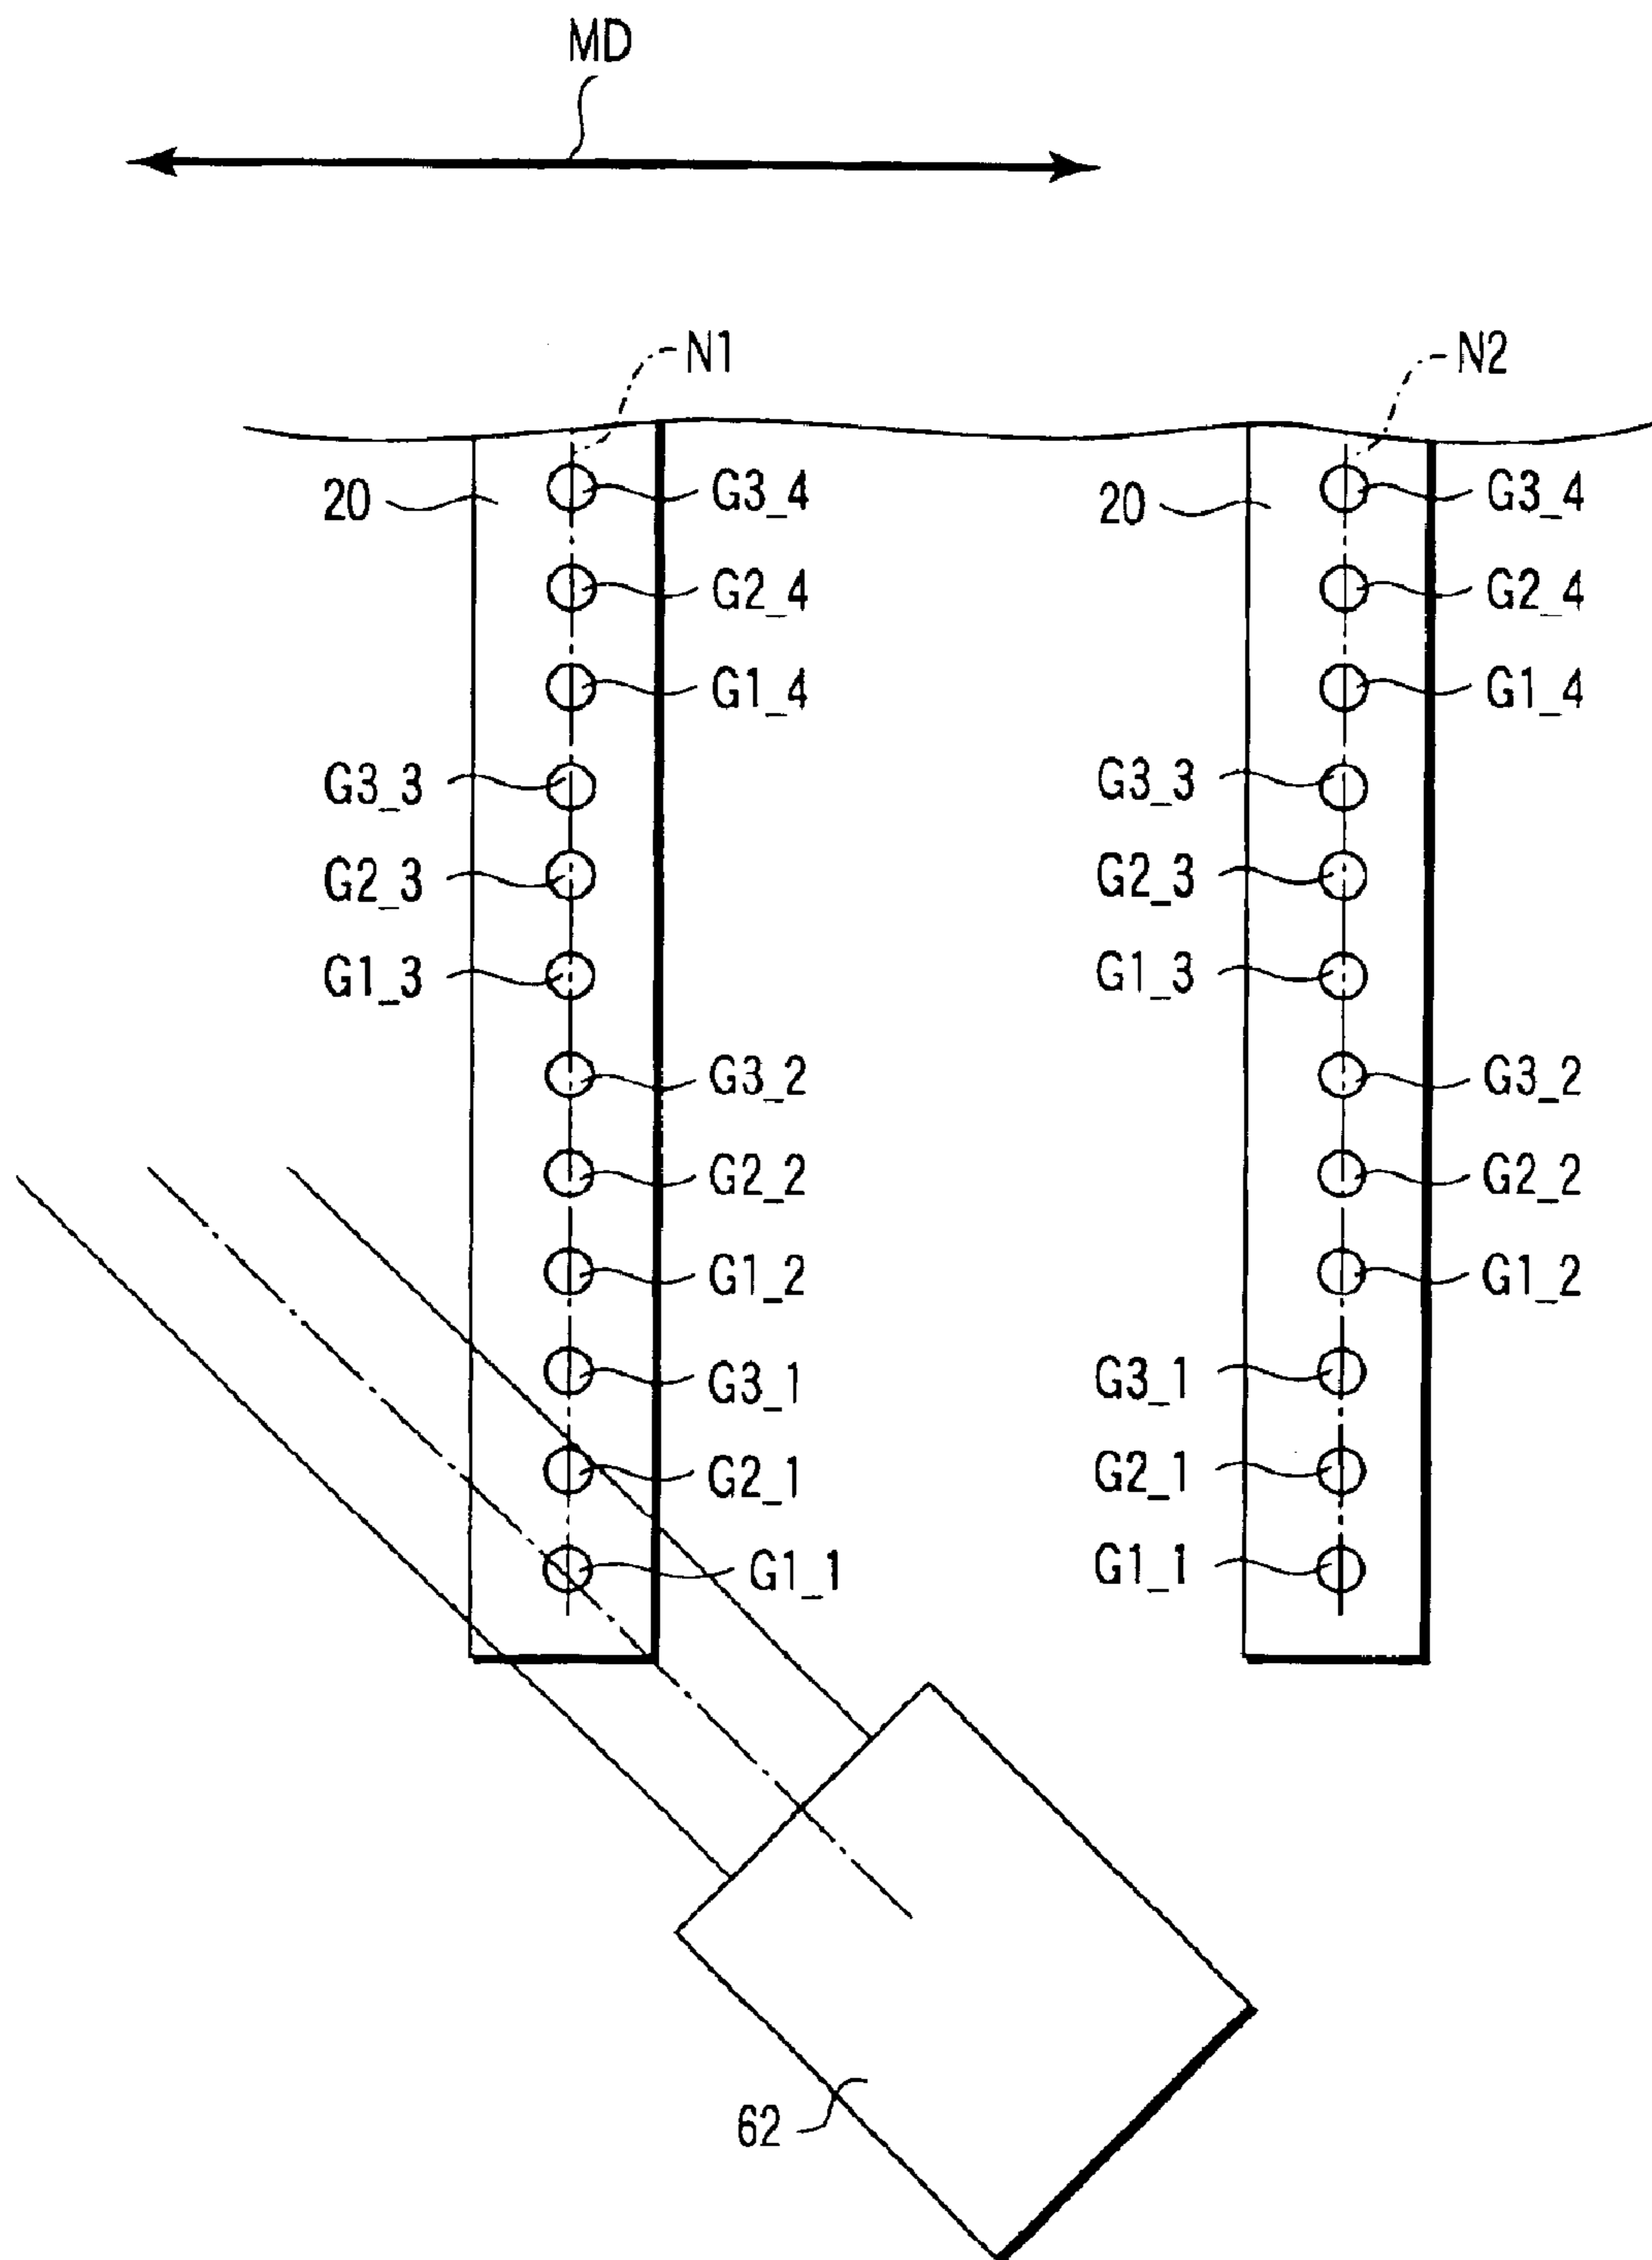 MD
N1 N2
20 G3_4 20 G3_4
G2_4 G2_4
G1_4 G1_4
G3_3 G3_3
G2_3 G2_3
G1_3 G1_3
G3_2 G3_2
G2_2 G2_2
G1_2 G1_2
G3_1 G3_1
G2_1 G2_1
G1_1 G1_1
62